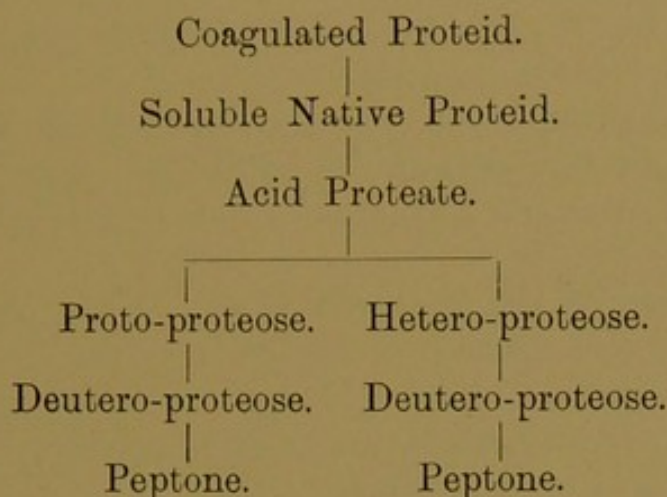 Coagulated Proteid.
Soluble Native Proteid.
Acid Proteate.
Proto-proteose. Hetero-proteose.
Deutero-proteose. Deutero-proteose.
Peptone. Peptone.